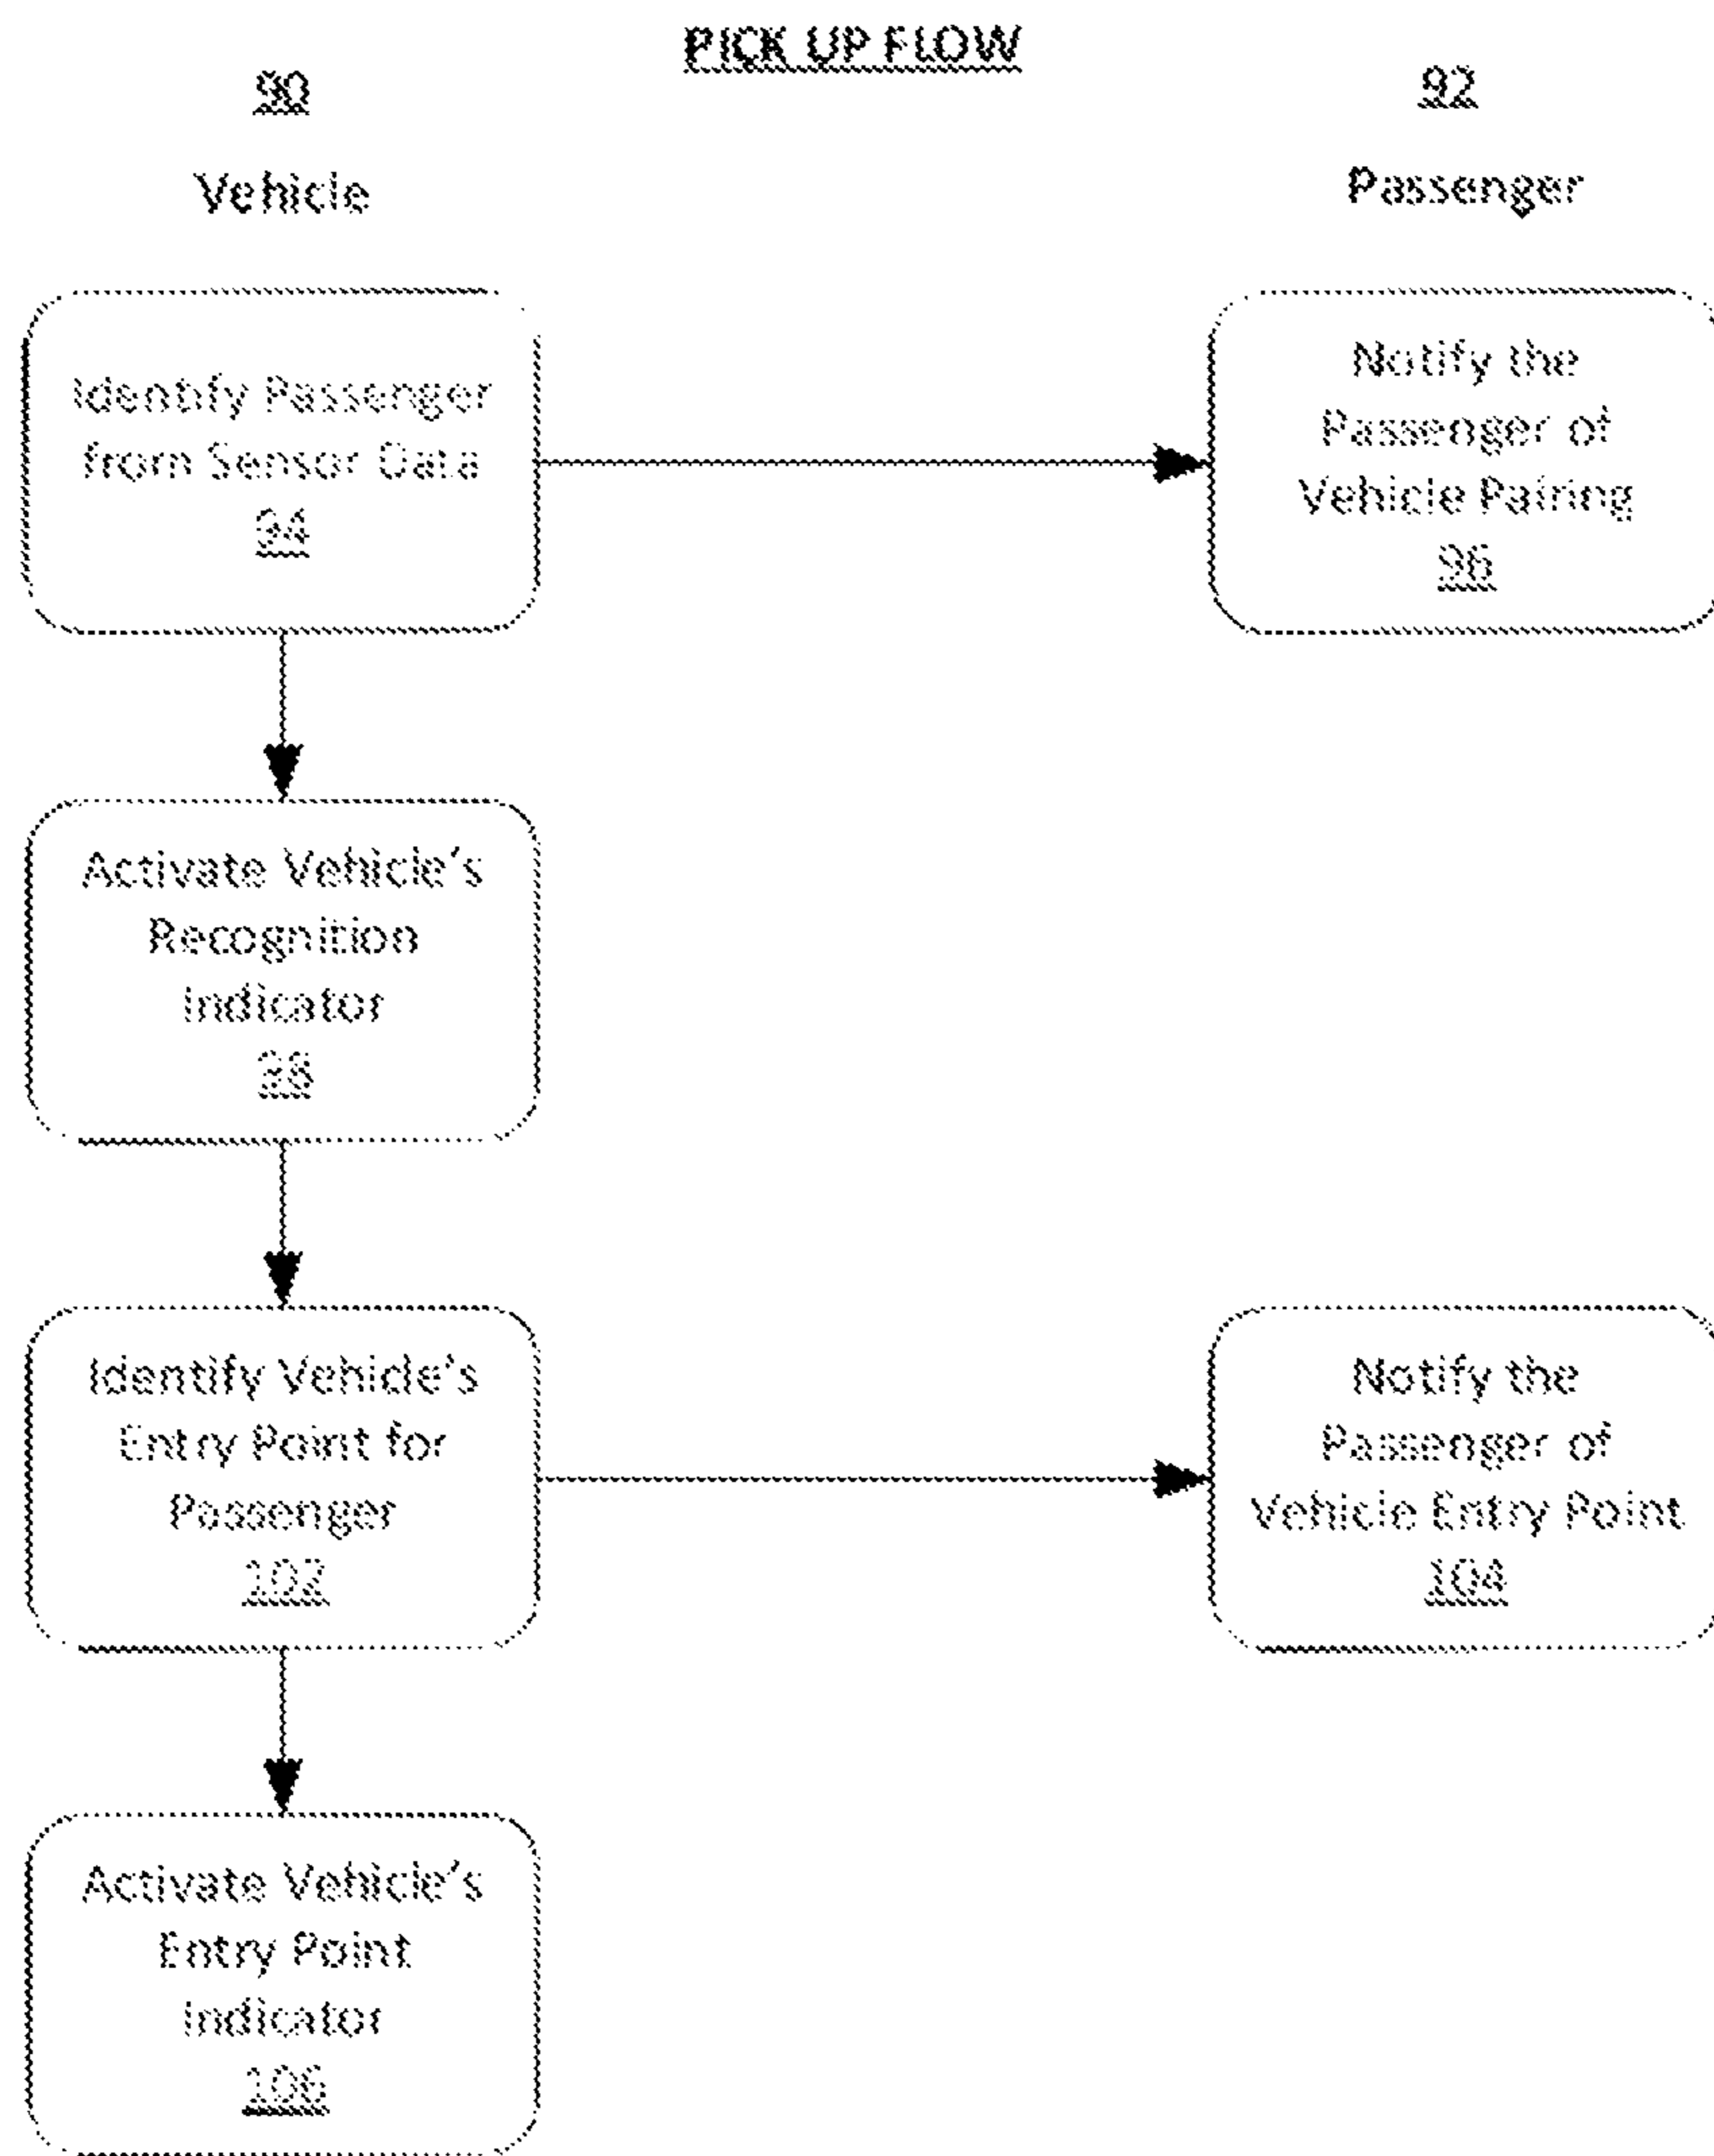 PICK UP FLOW
90
92
Vehicle
Passenger
Identify Passenger
from Sensor Data
94
Notify the
Passenger of
Vehicle Pairing
96
Activate Vehicle's
Recognition
Indicator
98
Identify Vehicle's
Entry Point for
Passenger
102
Notify the
Passenger of
Vehicle Entry Point
104
Activate Vehicle's
Entry Point
Indicator
106